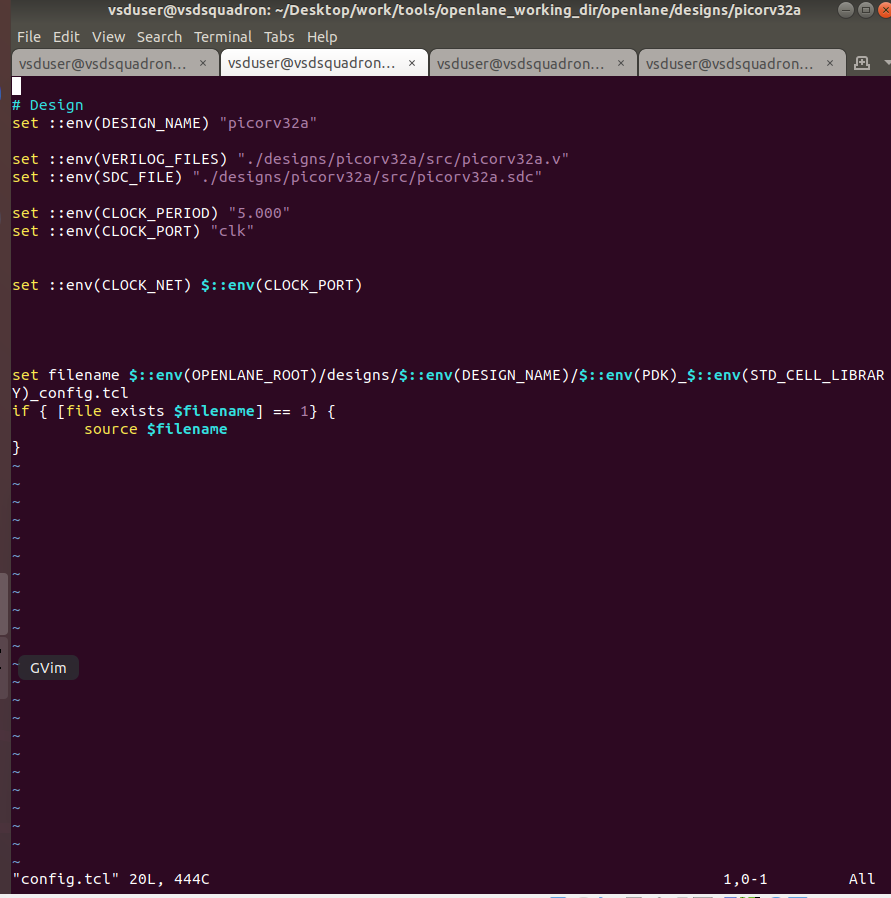 vsduser@vsdsquadron: ~/Desktop/work/tools/openlane_working_dir/openlane/designs/picorv32a
File Edit View Search Terminal Tabs Help
vsduser@vsdsquadron... × vsduser@vsdsquadron... × vsduser@vsdsquadron... × vsduser@vsdsquadron... ×
# Design
set ::env(DESIGN_NAME) "picorv32a"
set ::env(VERILOG_FILES) "./designs/picorv32a/src/picorv32a.v"
set ::env(SDC_FILE) "./designs/picorv32a/src/picorv32a.sdc"
set ::env(CLOCK_PERIOD) "5.000"
set ::env(CLOCK_PORT) "clk"
set ::env(CLOCK_NET) $::env(CLOCK_PORT)
set filename $::env(OPENLANE_ROOT)/designs/$::env(DESIGN_NAME)/$::env(PDK)_$::env(STD_CELL_LIBRAR
Y)_config.tcl
if { [file exists $filename] == 1} {
        source $filename
}
~
~
~
~
~
~
~
~
~
~
~
~ GVim
~
~
~
~
~
~
~
~
~
~
~
"config.tcl" 20L, 444C 1,0-1 All